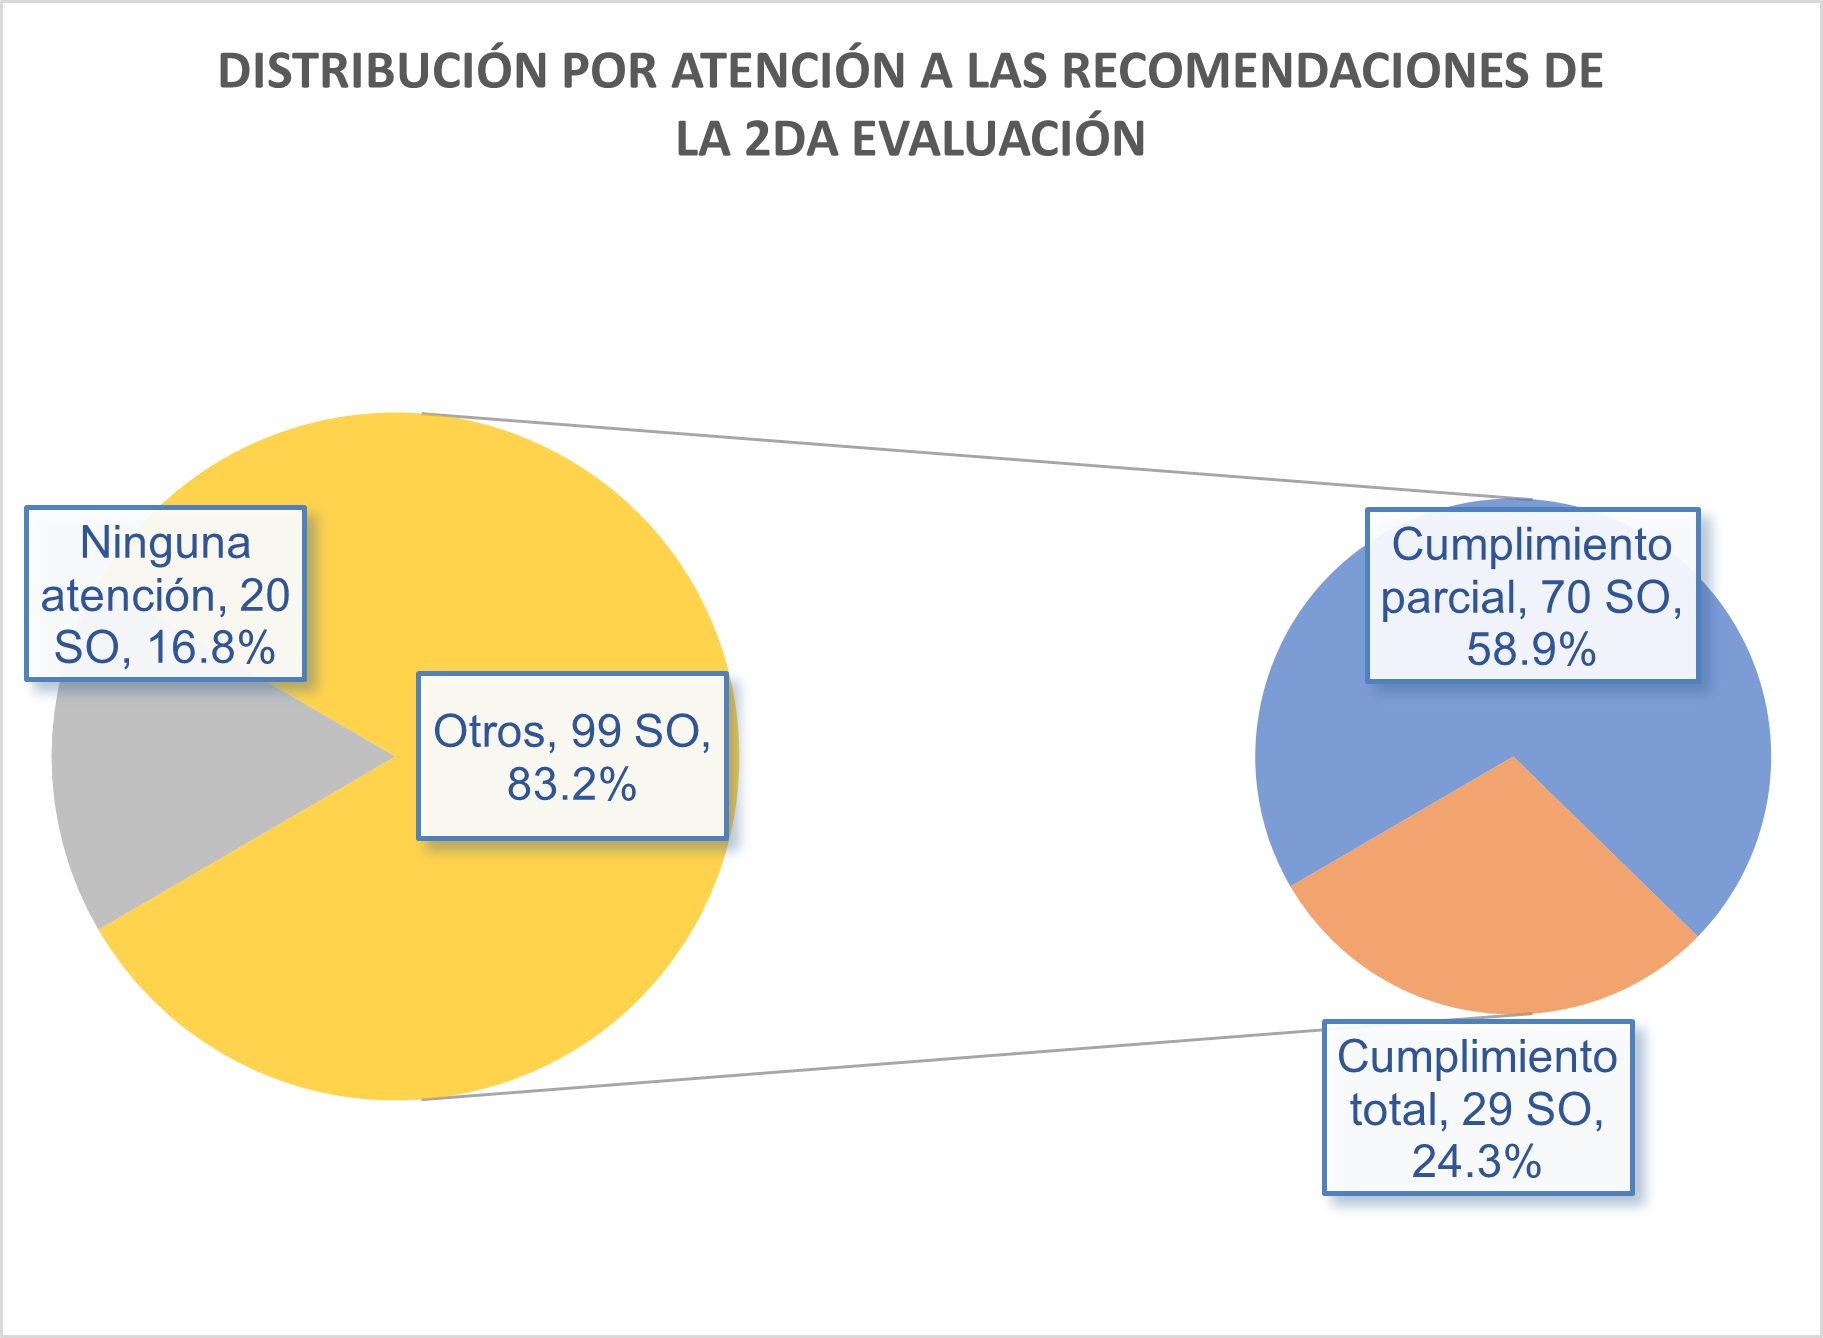 DISTRIBUCIÓN POR ATENCIÓN A LAS RECOMENDACIONES DE
LA 2DA EVALUACIÓN
Ninguna
atención, 20
SO, 16.8%
Otros, 99 SO,
83.2%
Cumplimiento
parcial, 70 SO,
58.9%
Cumplimiento
total, 29 SO,
24.3%